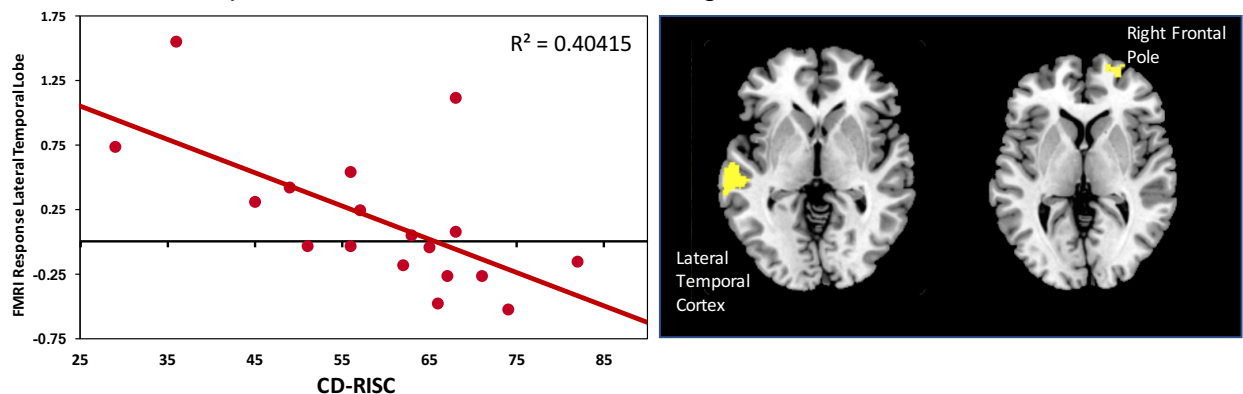 1.75
1.25
0.75
0.25
-0.25
-0.75
25 35 45 55 65 75 85
FMRI Response Lateral Temporal Lobe
CD-RISC
R² = 0.40415
Right Frontal
Pole
Lateral
Temporal
Cortex